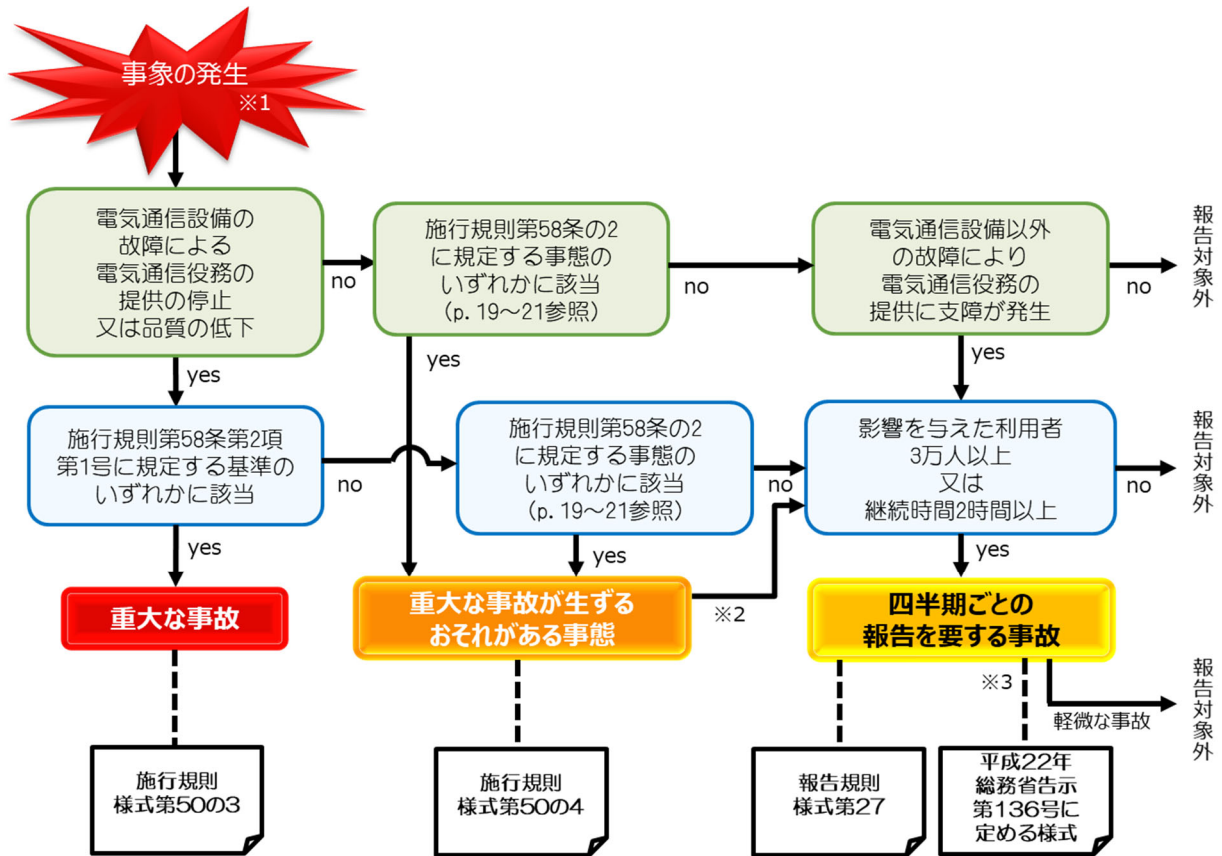 事象の発生
※1
電気通信設備の
故障による
電気通信役務の
提供の停止
又は品質の低下
no
施行規則第58条の2
に規定する事態の
いずれかに該当
(p.19～21参照)
no
電気通信設備以外
の故障により
電気通信役務の
提供に支障が発生
no
報告対象外
yes
yes
yes
施行規則第58条第2項
第1号に規定する基準の
いずれかに該当
no
施行規則第58条の2
に規定する事態の
いずれかに該当
(p.19～21参照)
no
影響を与えた利用者
3万人以上
又は
継続時間2時間以上
no
報告対象外
yes
yes
yes
重大な事故
重大な事故が生ずる
おそれがある事態
※2
四半期ごとの
報告を要する事故
※3
軽微な事故
報告対象外
施行規則
様式第50の3
施行規則
様式第50の4
報告規則
様式第27
平成22年
総務省告示
第136号に
定める様式